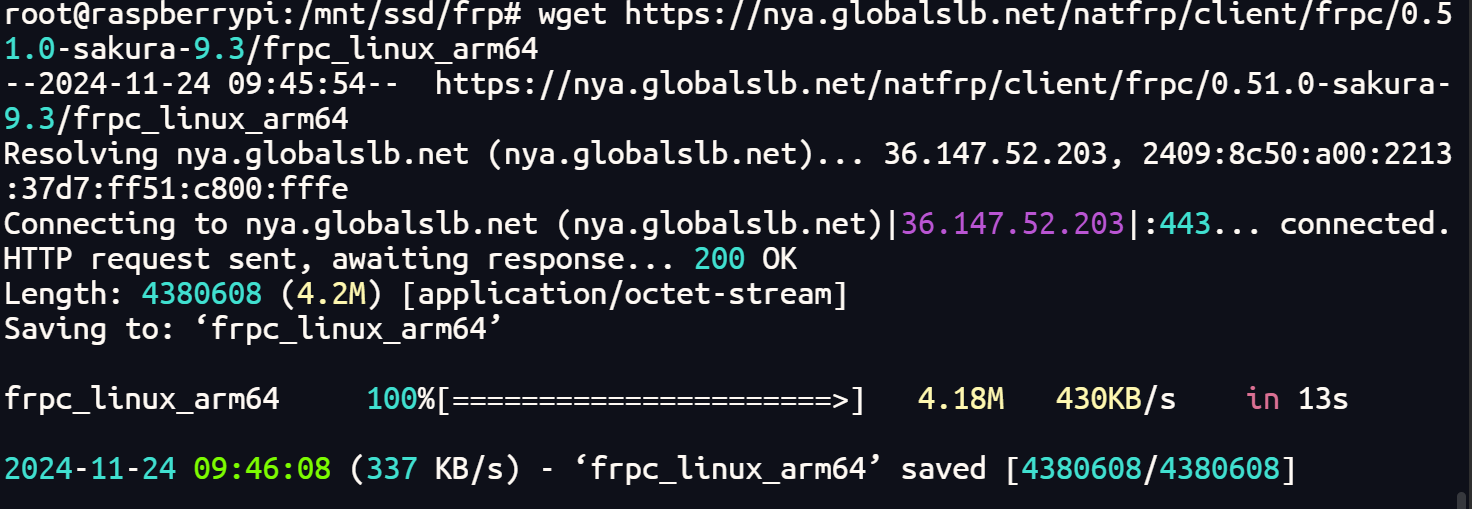 root@raspberrypi:/mnt/ssd/frp# wget https://nya.globalslb.net/natfrp/client/frpc/0.5
1.0-sakura-9.3/frpc_linux_arm64
--2024-11-24 09:45:54--  https://nya.globalslb.net/natfrp/client/frpc/0.51.0-sakura-
9.3/frpc_linux_arm64
Resolving nya.globalslb.net (nya.globalslb.net)... 36.147.52.203, 2409:8c50:a00:2213
:37d7:ff51:c800:fffe
Connecting to nya.globalslb.net (nya.globalslb.net)|36.147.52.203|:443... connected.
HTTP request sent, awaiting response... 200 OK
Length: 4380608 (4.2M) [application/octet-stream]
Saving to: ‘frpc_linux_arm64’
frpc_linux_arm64     100%[======================>]   4.18M   430KB/s    in 13s
2024-11-24 09:46:08 (337 KB/s) - ‘frpc_linux_arm64’ saved [4380608/4380608]